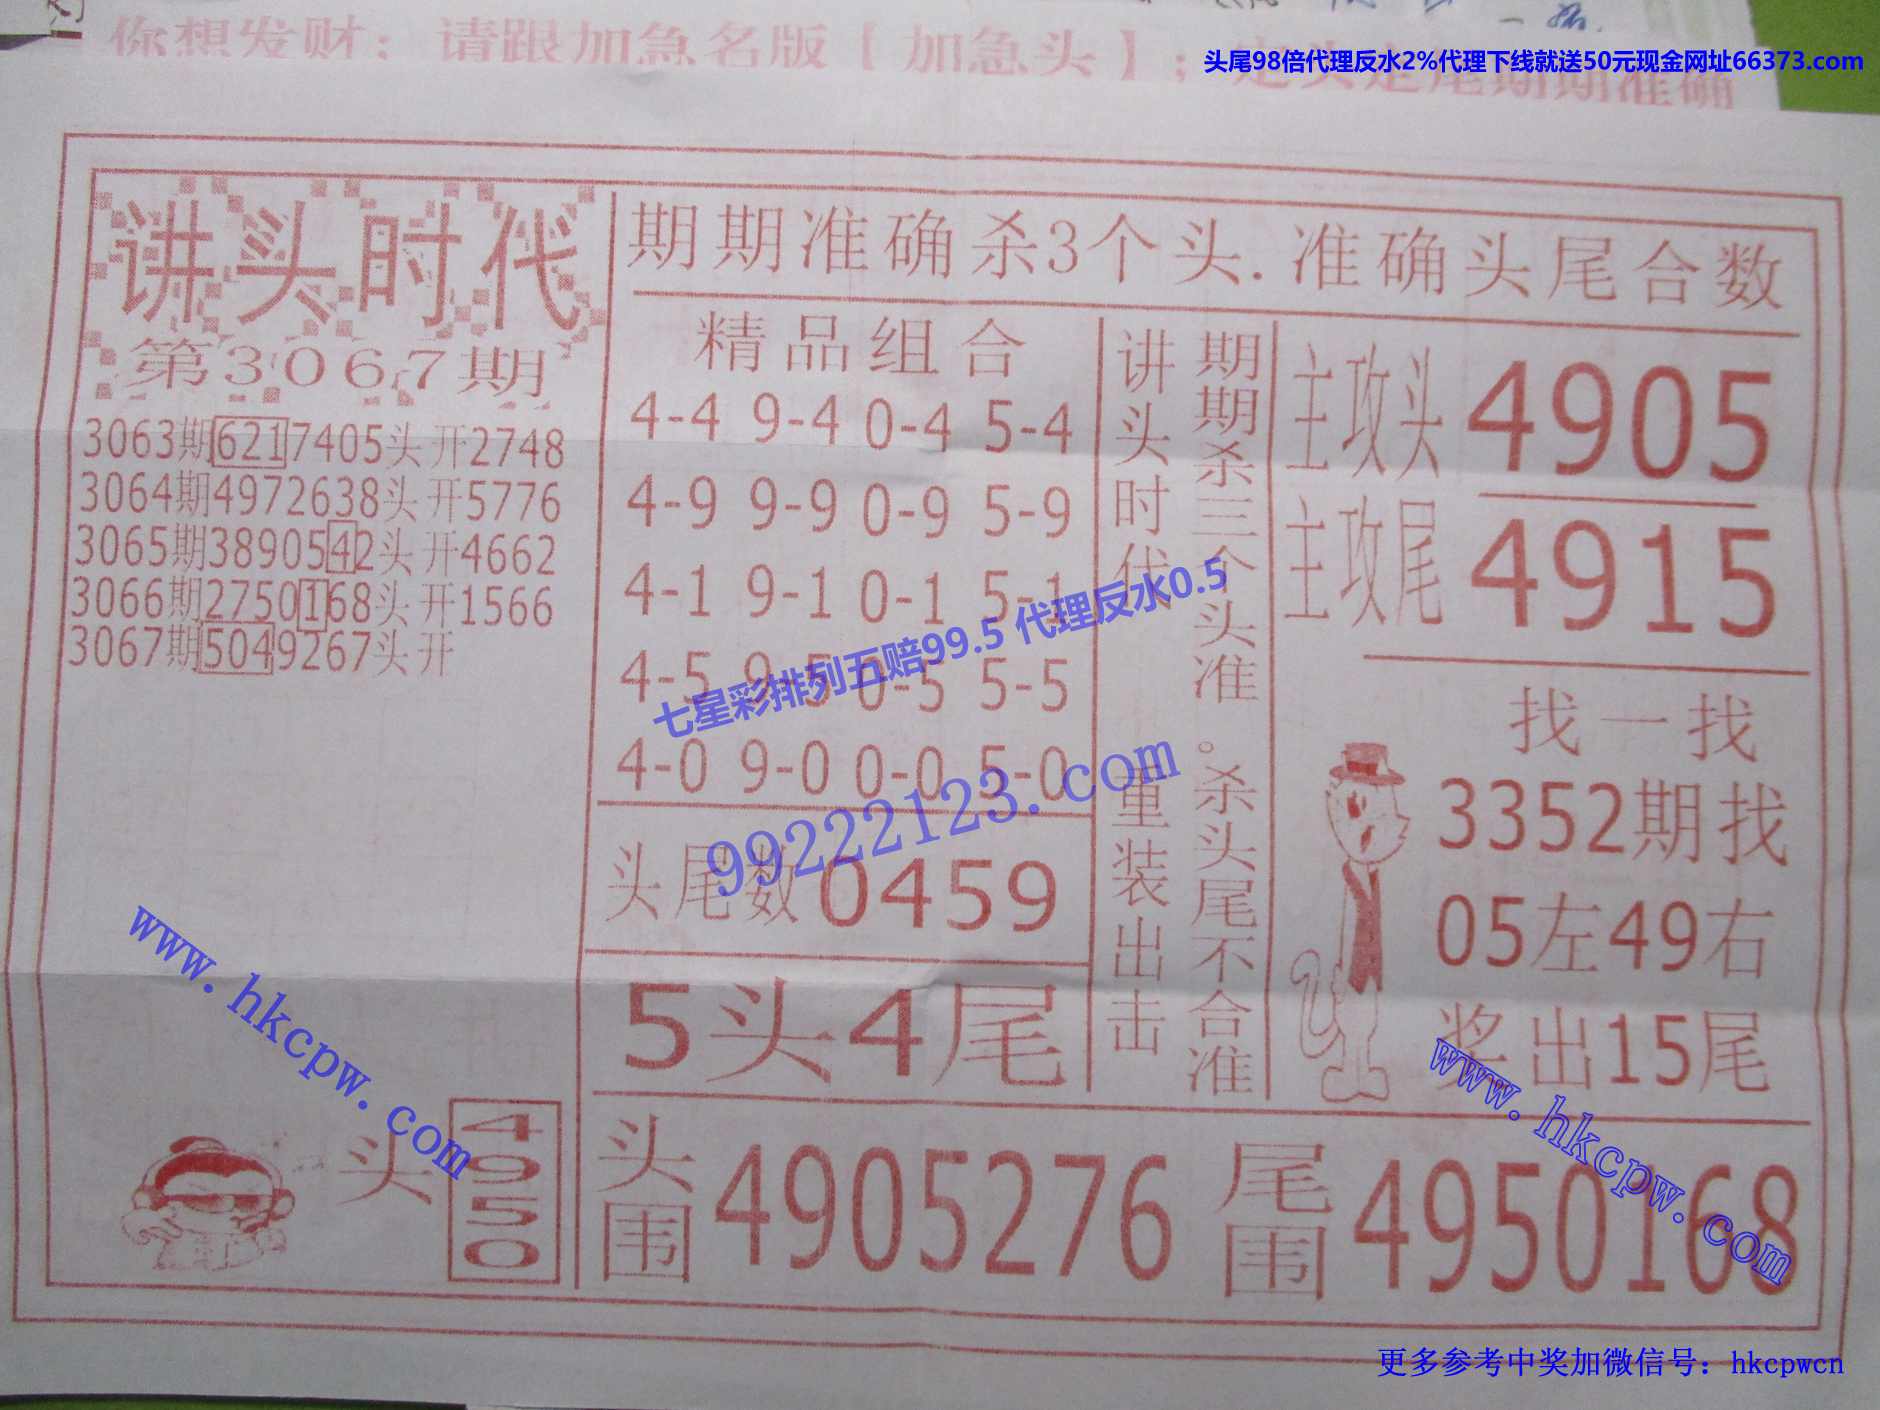 你想发财：请跟加急名版【加急头】；定头定尾期期准确
头尾98倍代理反水2%代理下线就送50元现金网址66373.com
讲头时代
第3067期
3063期6217405头开2748
3064期4972638头开5776
3065期3890542头开4662
3066期2750168头开1566
3067期5049267头开
头
4950
期期准确杀3个头.准确头尾合数
精品组合
4-4 9-4 0-4 5-4
4-9 9-9 0-9 5-9
4-1 9-1 0-1 5-1
4-5 9-5 0-5 5-5
4-0 9-0 0-0 5-0
头尾数0459
5头4尾
期期杀三个头准。杀头尾不合准
讲头时代 重装出击
主攻头 4905
主攻尾 4915
找一找
3352期找
05左49右
奖出15尾
头围 4905276
尾围 4950168
七星彩排列五赔99.5 代理反水0.5
99222123.com
www.hkcpw.com
www.hkcpw.com
更多参考中奖加微信号：hkcpwcn